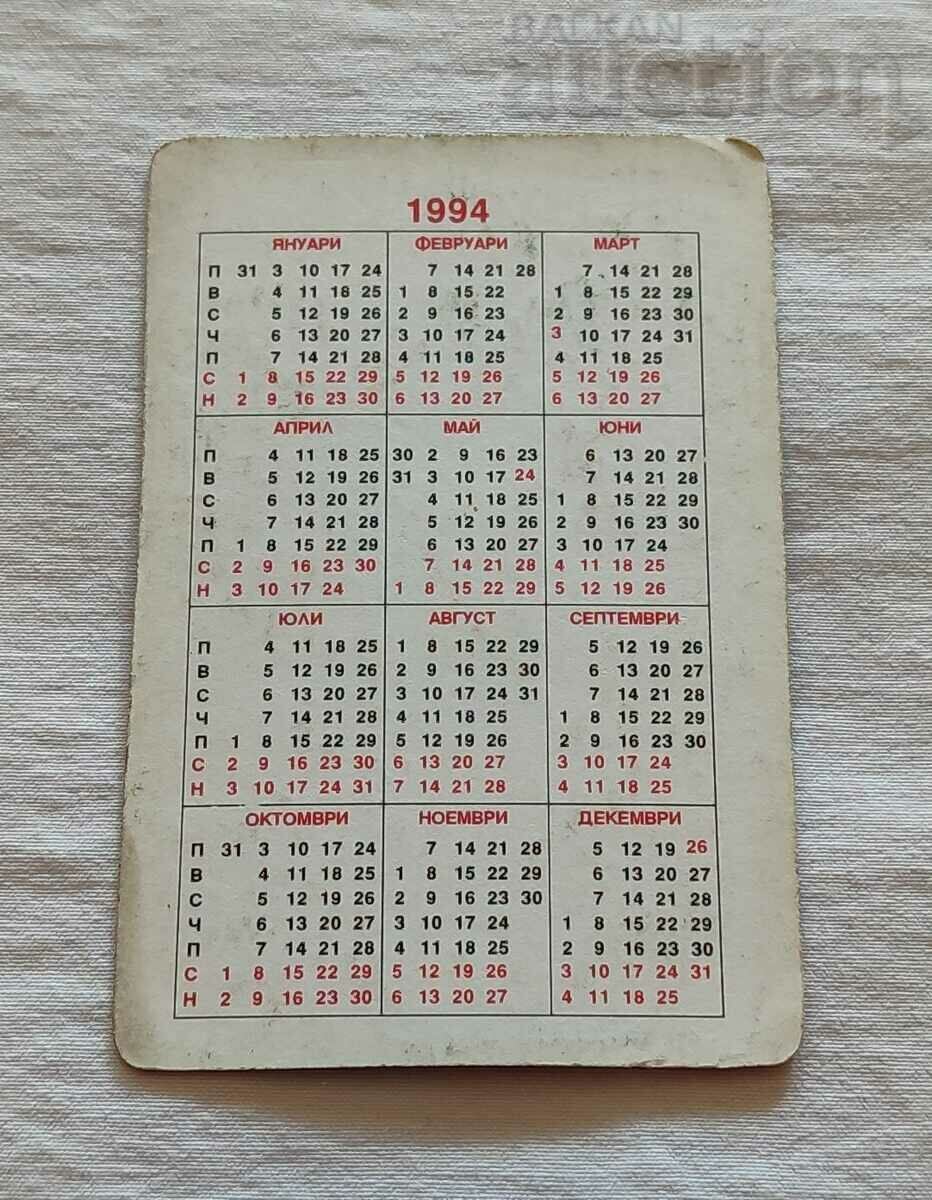 BALKAN
auction
1994
ЯНУАРИ ФЕВРУАРИ МАРТ
П 31 3 10 17 24 7 14 21 28 7 14 21 28
В 4 11 18 25 1 8 15 22 1 8 15 22 29
С 5 12 19 26 2 9 16 23 2 9 16 23 30
Ч 6 13 20 27 3 10 17 24 3 10 17 24 31
П 7 14 21 28 4 11 18 25 4 11 18 25
С 1 8 15 22 29 5 12 19 26 5 12 19 26
Н 2 9 16 23 30 6 13 20 27 6 13 20 27
АПРИЛ МАЙ ЮНИ
П 4 11 18 25 30 2 9 16 23 6 13 20 27
В 5 12 19 26 31 3 10 17 24 7 14 21 28
С 6 13 20 27 4 11 18 25 1 8 15 22 29
Ч 7 14 21 28 5 12 19 26 2 9 16 23 30
П 1 8 15 22 29 6 13 20 27 3 10 17 24
С 2 9 16 23 30 7 14 21 28 4 11 18 25
Н 3 10 17 24 1 8 15 22 29 5 12 19 26
ЮЛИ АВГУСТ СЕПТЕМВРИ
П 4 11 18 25 1 8 15 22 29 5 12 19 26
В 5 12 19 26 2 9 16 23 30 6 13 20 27
С 6 13 20 27 3 10 17 24 31 7 14 21 28
Ч 7 14 21 28 4 11 18 25 1 8 15 22 29
П 1 8 15 22 29 5 12 19 26 2 9 16 23 30
С 2 9 16 23 30 6 13 20 27 3 10 17 24
Н 3 10 17 24 31 7 14 21 28 4 11 18 25
ОКТОМВРИ НОЕМВРИ ДЕКЕМВРИ
П 31 3 10 17 24 7 14 21 28 5 12 19 26
В 4 11 18 25 1 8 15 22 29 6 13 20 27
С 5 12 19 26 2 9 16 23 30 7 14 21 28
Ч 6 13 20 27 3 10 17 24 1 8 15 22 29
П 7 14 21 28 4 11 18 25 2 9 16 23 30
С 1 8 15 22 29 5 12 19 26 3 10 17 24 31
Н 2 9 16 23 30 6 13 20 27 4 11 18 25